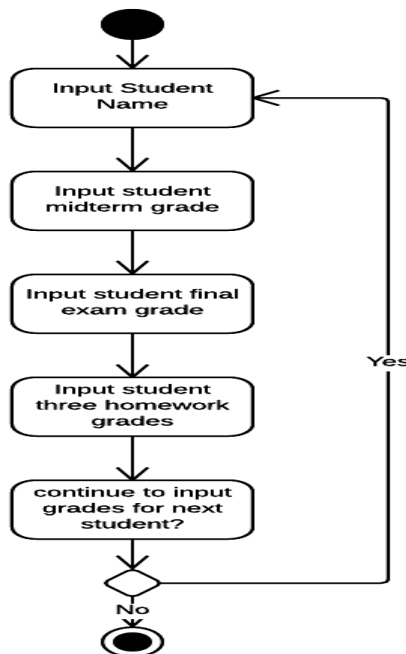 Input Student
Name
Input student
midterm grade
Input student final
exam grade
Input student
three homework
grades
continue to input
grades for next
student?
Yes
No